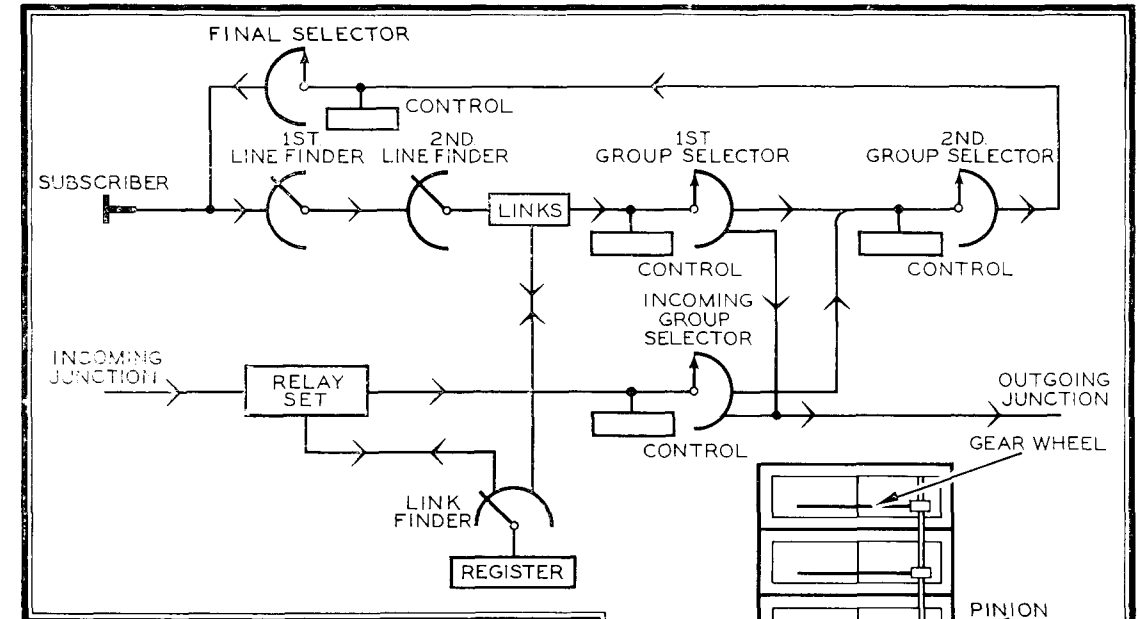 FINAL SELECTOR
CONTROL
1ST
LINE FINDER
2ND.
LINE FINDER
1ST
GROUP SELECTOR
2ND.
GROUP SELECTOR
SUBSCRIBER
LINKS
CONTROL
CONTROL
INCOMING
GROUP
SELECTOR
INCOMING
JUNCTION
RELAY
SET
OUTGOING
JUNCTION
CONTROL
GEAR WHEEL
LINK
FINDER
REGISTER
PINION